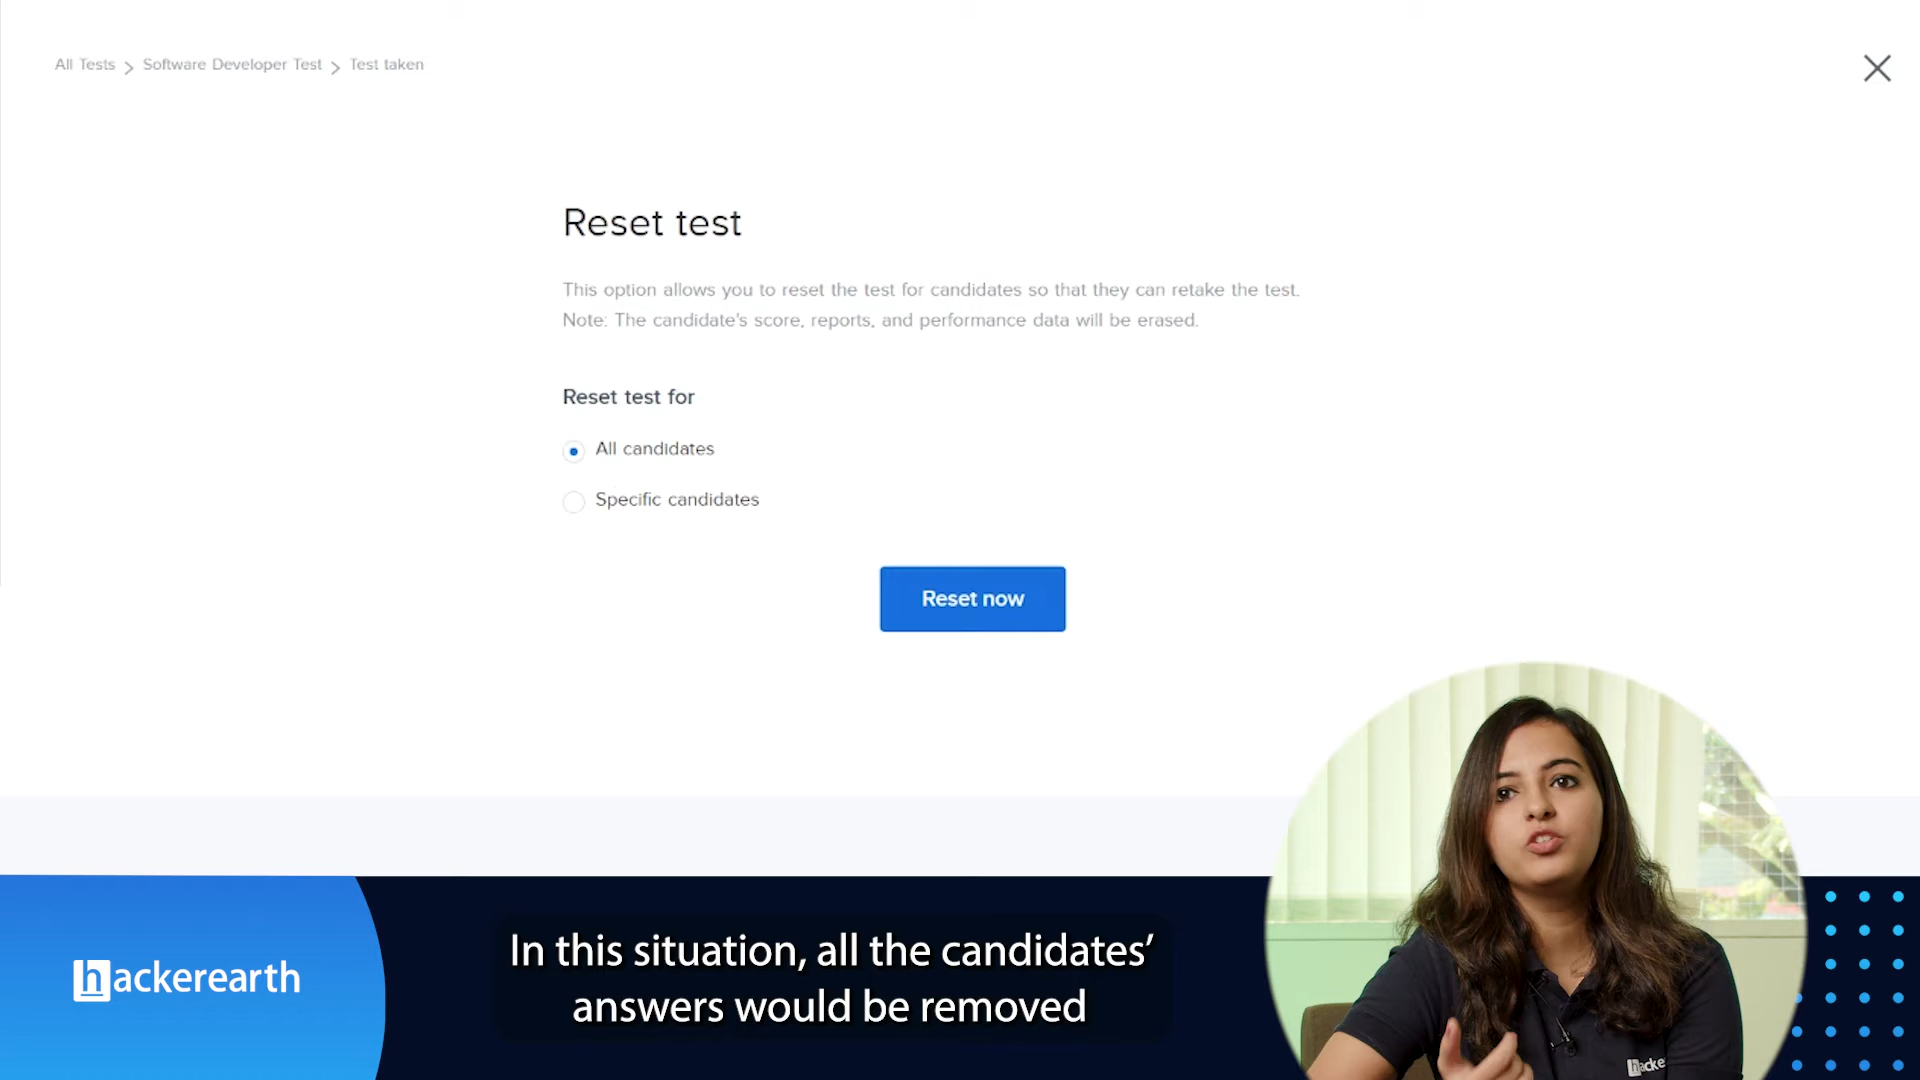 All Tests > Software Developer Test > Test taken
Reset test
This option allows you to reset the test for candidates so that they can retake the test.
Note: The candidate's score, reports, and performance data will be erased.
Reset test for
All candidates
Specific candidates
Reset now
In this situation, all the candidates’
answers would be removed
hackerearth
hacke